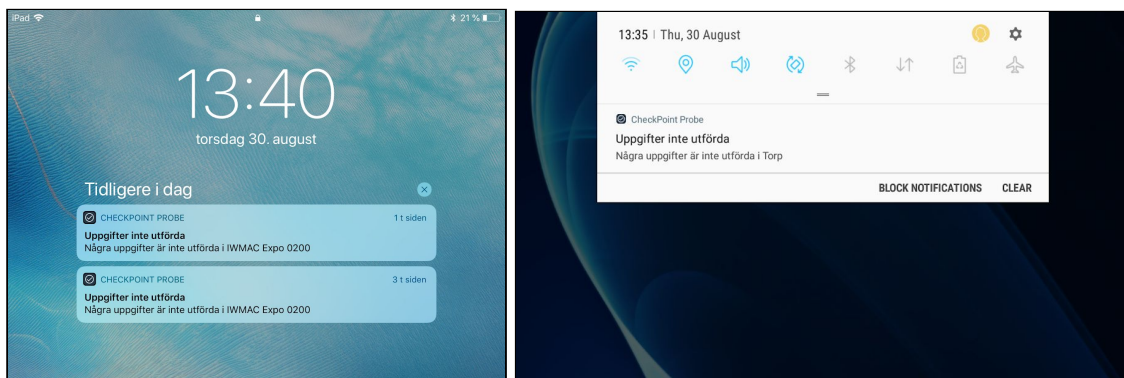 iPad
21 %
13:40
torsdag 30. august
Tidligere i dag
CHECKPOINT PROBE 1 t siden
Uppgifter inte utförda
Några uppgifter är inte utförda i IWMAC Expo 0200
CHECKPOINT PROBE 3 t siden
Uppgifter inte utförda
Några uppgifter är inte utförda i IWMAC Expo 0200
13:35 | Thu, 30 August
CheckPoint Probe
Uppgifter inte utförda
Några uppgifter är inte utförda i Torp
BLOCK NOTIFICATIONS CLEAR